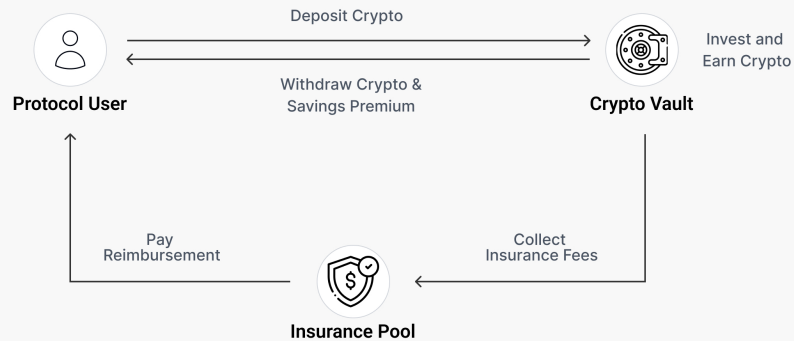 Deposit Crypto
Invest and
Earn Crypto
Withdraw Crypto &
Savings Premium
Protocol User
Crypto Vault
Pay
Reimbursement
Collect
Insurance Fees
$
Insurance Pool